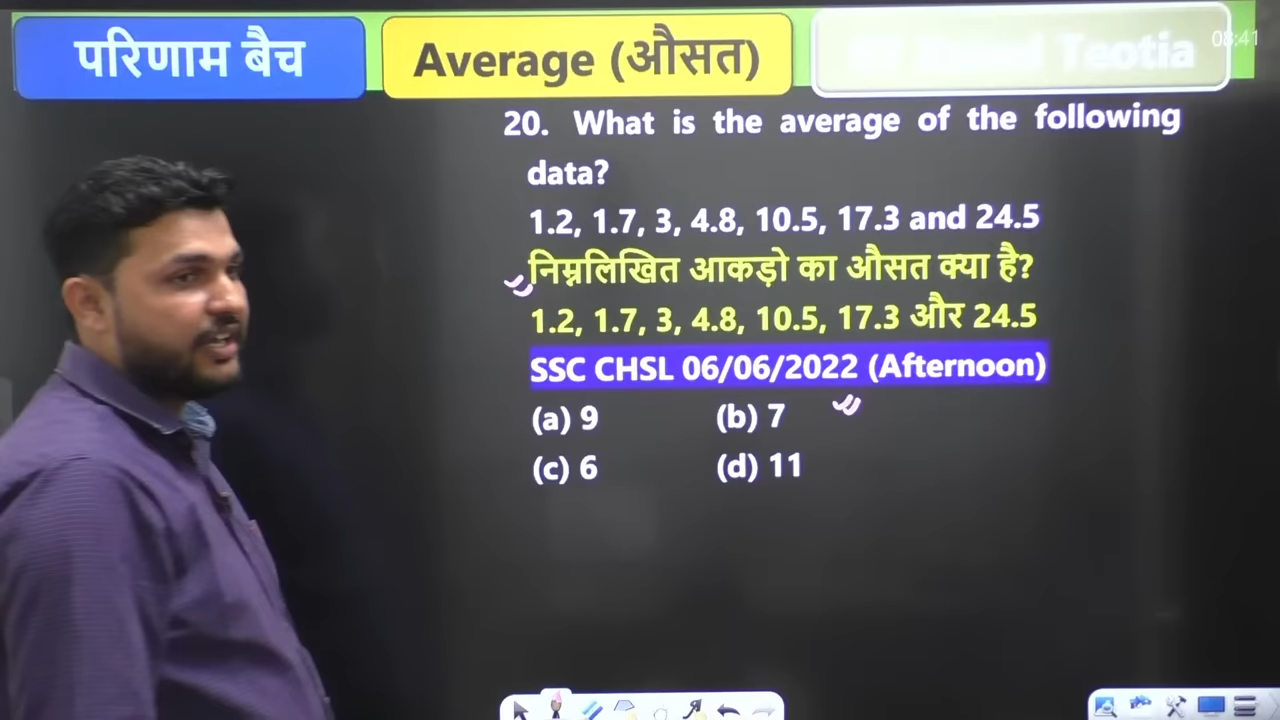 परिणाम बैच
Average (औसत)
Teotia
08:41
20. What is the average of the following
data?
1.2, 1.7, 3, 4.8, 10.5, 17.3 and 24.5
निम्नलिखित आकड़ो का औसत क्या है?
1.2, 1.7, 3, 4.8, 10.5, 17.3 और 24.5
SSC CHSL 06/06/2022 (Afternoon)
(a) 9 (b) 7
(c) 6 (d) 11